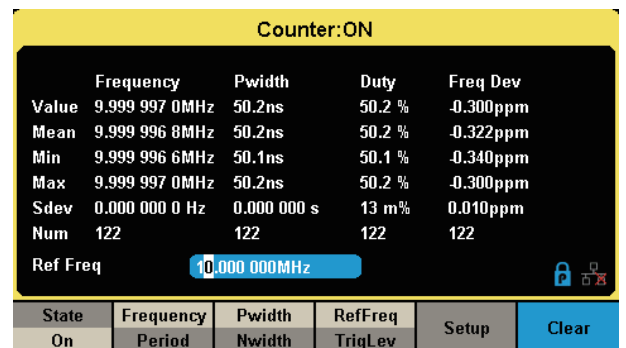 Counter:ON
Frequency Pwidth Duty Freq Dev
Value 9.999 997 0MHz 50.2ns 50.2 % -0.300ppm
Mean 9.999 996 8MHz 50.2ns 50.2 % -0.322ppm
Min 9.999 996 6MHz 50.1ns 50.1 % -0.340ppm
Max 9.999 997 0MHz 50.2ns 50.2 % -0.300ppm
Sdev 0.000 000 0 Hz 0.000 000 s 13 m% 0.010ppm
Num 122 122 122 122
Ref Freq 10.000 000MHz
P
State Frequency Pwidth RefFreq Setup Clear
On Period Nwidth TrigLev